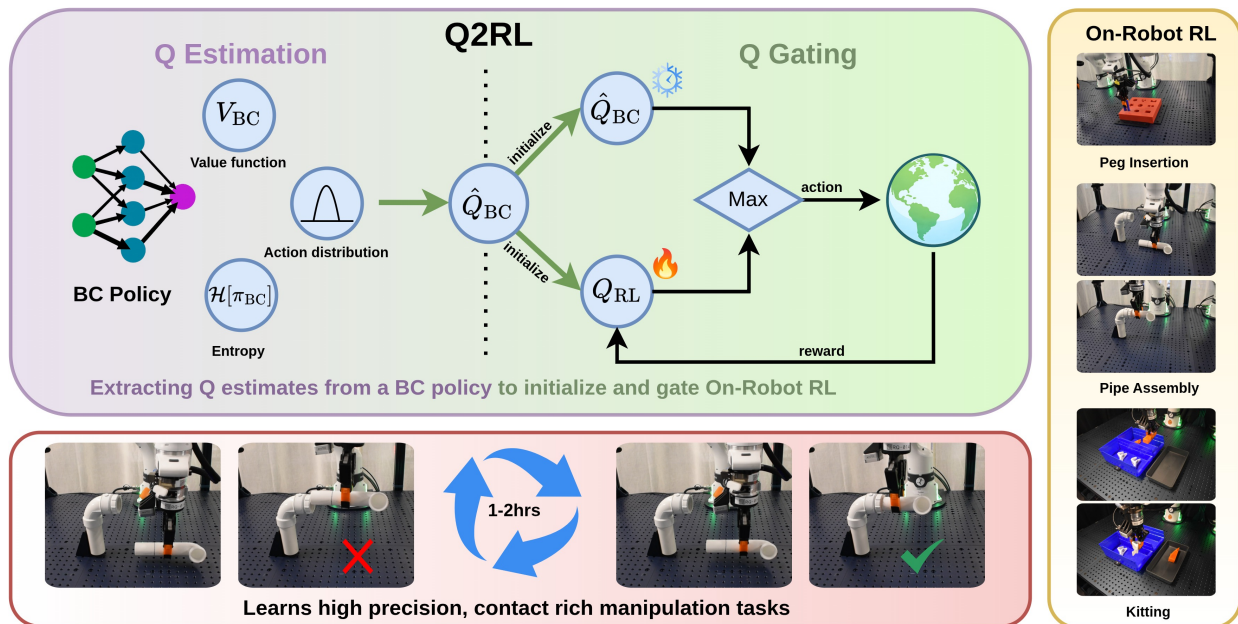 Q2RL
Q Estimation
Q Gating
V_BC
Value function
BC Policy
Action distribution
H[π_BC]
Entropy
Q̂_BC
initialize
initialize
Q̂_BC
Q_RL
Max
action
reward
Extracting Q estimates from a BC policy to initialize and gate On-Robot RL
1-2hrs
Learns high precision, contact rich manipulation tasks
On-Robot RL
Peg Insertion
Pipe Assembly
Kitting